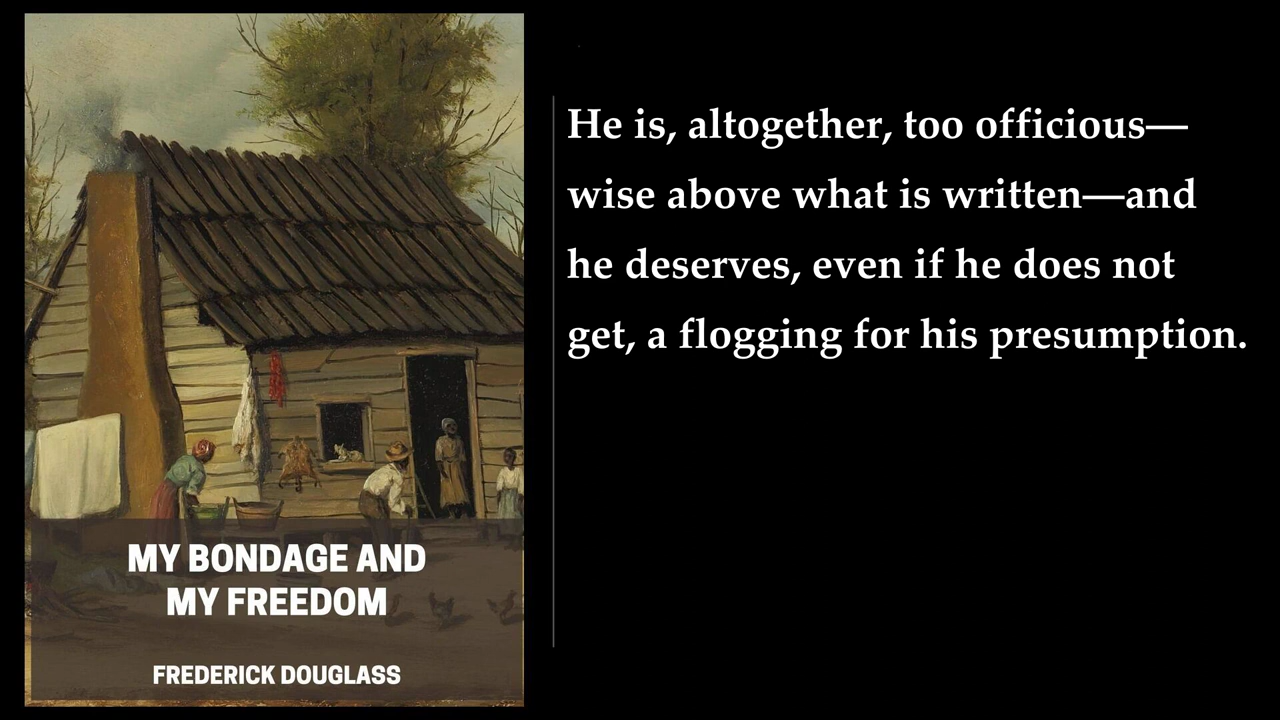 He is, altogether, too officious—
wise above what is written—and
he deserves, even if he does not
get, a flogging for his presumption.
MY BONDAGE AND
MY FREEDOM
FREDERICK DOUGLASS